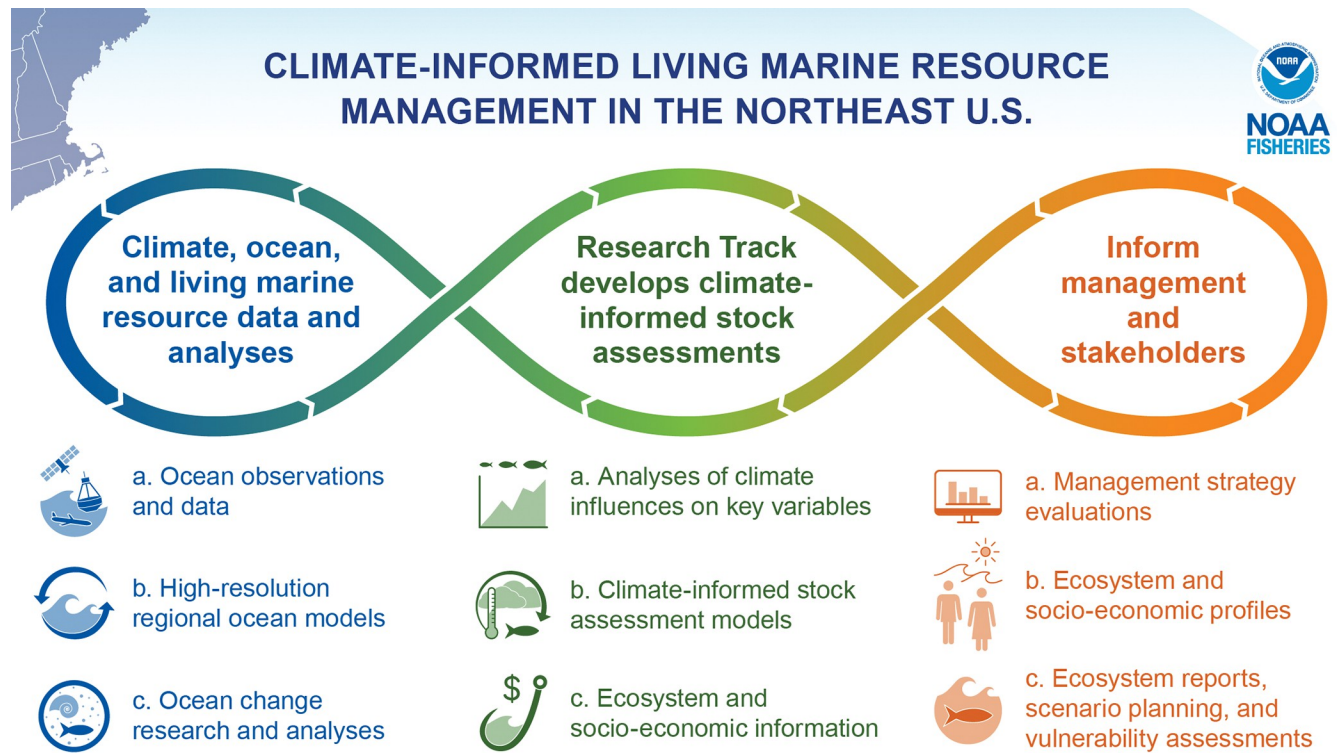 CLIMATE-INFORMED LIVING MARINE RESOURCE
MANAGEMENT IN THE NORTHEAST U.S.
NOAA
NOAA
FISHERIES
Climate, ocean,
and living marine
resource data and
analyses
Research Track
develops climate-
informed stock
assessments
Inform
management
and
stakeholders
a. Ocean observations
and data
b. High-resolution
regional ocean models
c. Ocean change
research and analyses
a. Analyses of climate
influences on key variables
b. Climate-informed stock
assessment models
$
c. Ecosystem and
socio-economic information
a. Management strategy
evaluations
b. Ecosystem and
socio-economic profiles
c. Ecosystem reports,
scenario planning, and
vulnerability assessments